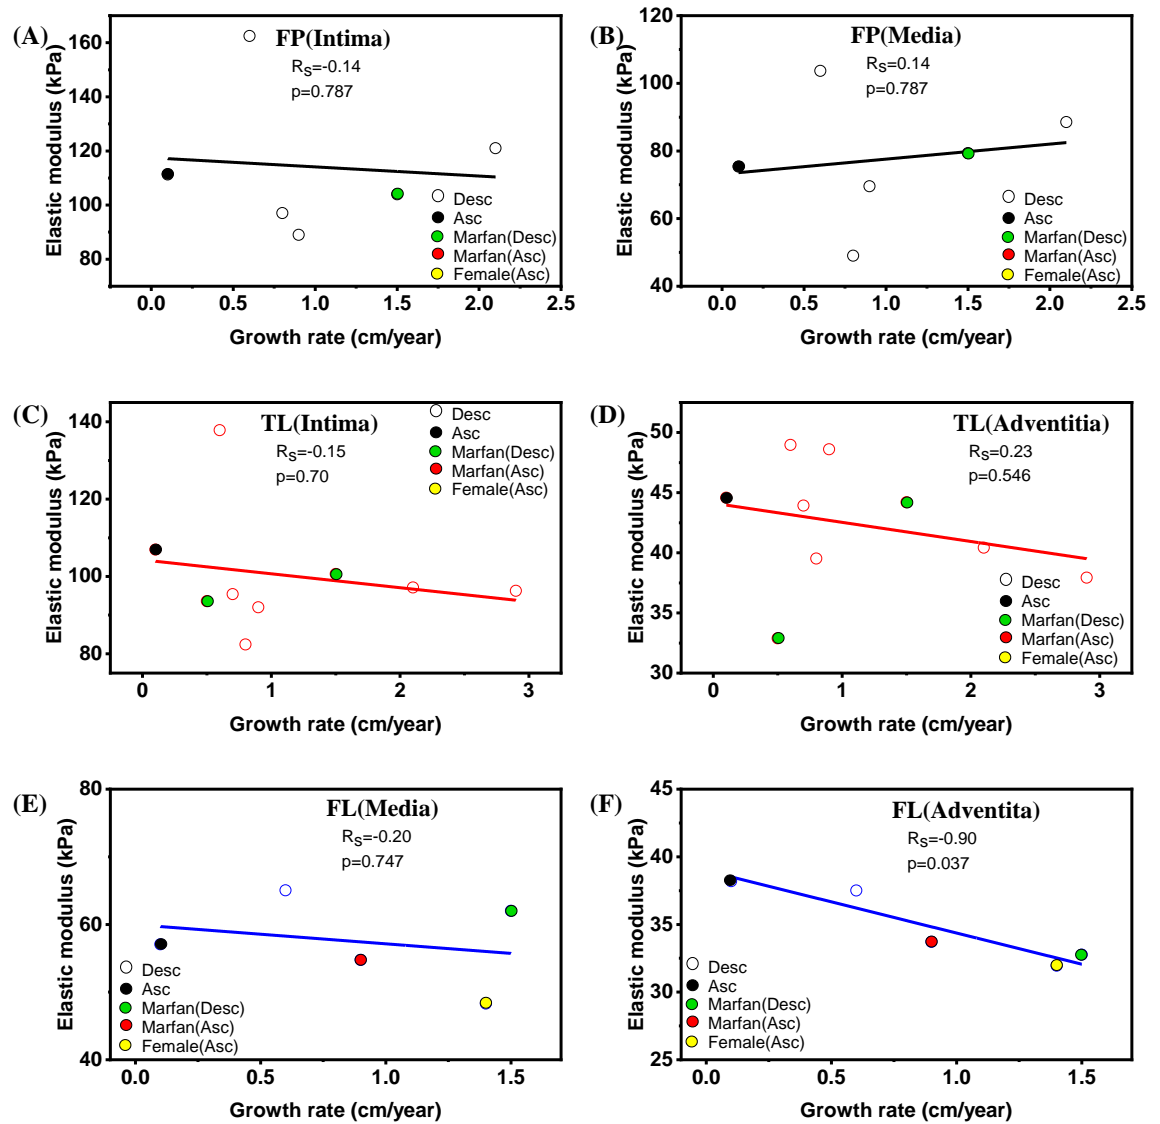 (A)
FP(Intima)
RS=-0.14
p=0.787
Elastic modulus (kPa)
160
140
120
100
80
0.0
0.5
1.0
1.5
2.0
2.5
Growth rate (cm/year)
Desc
Asc
Marfan(Desc)
Marfan(Asc)
Female(Asc)
(B)
FP(Media)
RS=0.14
p=0.787
Elastic modulus (kPa)
120
100
80
60
40
0.0
0.5
1.0
1.5
2.0
2.5
Growth rate (cm/year)
Desc
Asc
Marfan(Desc)
Marfan(Asc)
Female(Asc)
(C)
TL(Intima)
RS=-0.15
p=0.70
Elastic modulus (kPa)
140
120
100
80
0
1
2
3
Growth rate (cm/year)
Desc
Asc
Marfan(Desc)
Marfan(Asc)
Female(Asc)
(D)
TL(Adventitia)
RS=0.23
p=0.546
Elastic modulus (kPa)
50
45
40
35
30
0
1
2
3
Growth rate (cm/year)
Desc
Asc
Marfan(Desc)
Marfan(Asc)
Female(Asc)
(E)
FL(Media)
RS=-0.20
p=0.747
Elastic modulus (kPa)
80
60
40
0.0
0.5
1.0
1.5
Growth rate (cm/year)
Desc
Asc
Marfan(Desc)
Marfan(Asc)
Female(Asc)
(F)
FL(Adventita)
RS=-0.90
p=0.037
Elastic modulus (kPa)
45
40
35
30
25
0.0
0.5
1.0
1.5
Growth rate (cm/year)
Desc
Asc
Marfan(Desc)
Marfan(Asc)
Female(Asc)